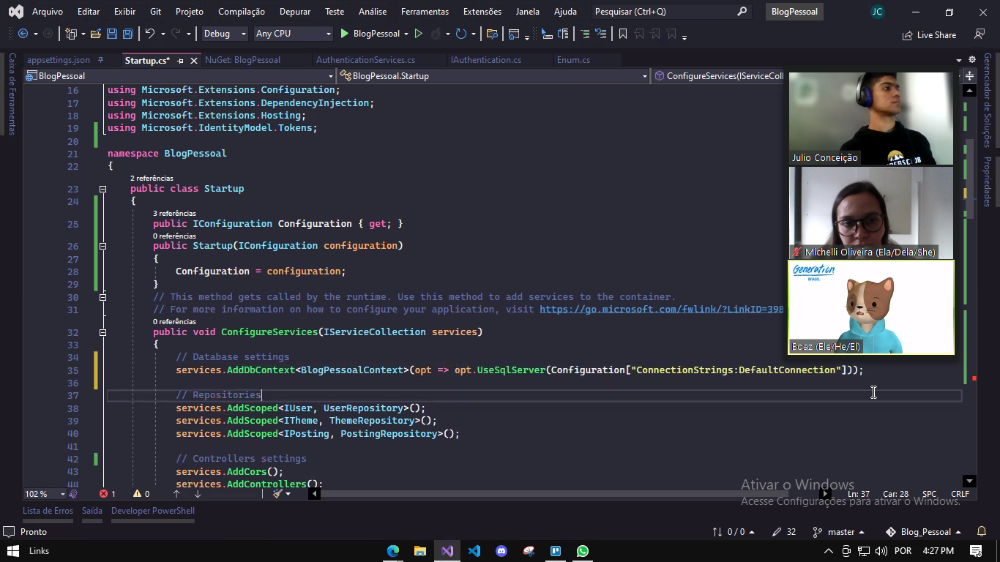 Arquivo Editar Exibir Git Projeto Compilação Depurar Teste Análise Ferramentas Extensões Janela Ajuda Pesquisar (Ctrl+Q) BlogPessoal JC
Debug Any CPU BlogPessoal Live Share
appsettings.json Startup.cs* NuGet: BlogPessoal AuthenticationServices.cs IAuthentication.cs Enum.cs
BlogPessoal BlogPessoal.Startup ConfigureServices(IServiceColl
Caixa de Ferramentas
Gerenciador de Soluções
Propriedades
16 using Microsoft.Extensions.Configuration;
17 using Microsoft.Extensions.DependencyInjection;
18 using Microsoft.Extensions.Hosting;
19 using Microsoft.IdentityModel.Tokens;
20
21 namespace BlogPessoal
22 {
2 referências
23 public class Startup
24 {
3 referências
25 public IConfiguration Configuration { get; }
0 referências
26 public Startup(IConfiguration configuration)
27 {
28 Configuration = configuration;
29 }
30 // This method gets called by the runtime. Use this method to add services to the container.
31 // For more information on how to configure your application, visit https://go.microsoft.com/fwlink/?LinkID=398
0 referências
32 public void ConfigureServices(IServiceCollection services)
33 {
34 // Database settings
35 services.AddDbContext<BlogPessoalContext>(opt => opt.UseSqlServer(Configuration["ConnectionStrings:DefaultConnection"]));
36
37 // Repositories
38 services.AddScoped<IUser, UserRepository>();
39 services.AddScoped<ITheme, ThemeRepository>();
40 services.AddScoped<IPosting, PostingRepository>();
41
42 // Controllers settings
43 services.AddCors();
44 services.AddControllers();
Julio Conceição
Michelli Oliveira (Ela/Dela/She)
Generation
BRASIL
Boaz (Ele/He/El)
102 % 1 0 Ln: 37 Car: 28 SPC CRLF
Ativar o Windows
Acesse Configurações para ativar o Windows.
Lista de Erros Saída Developer PowerShell
Pronto 0 / 0 32 master Blog_Pessoal
Links POR 4:27 PM